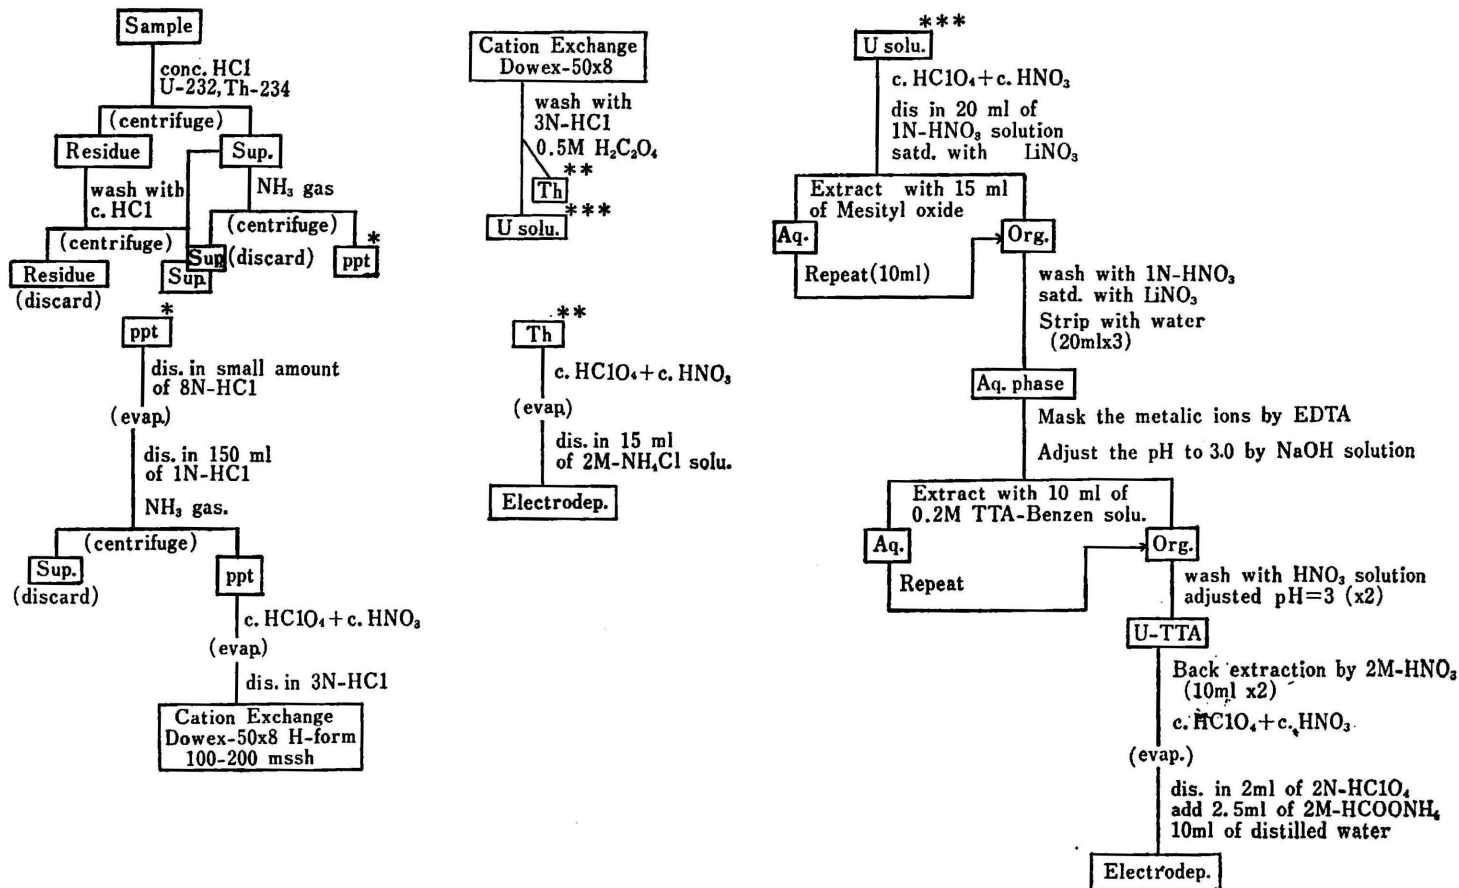 Sample
conc. HCl
U-232, Th-234
(centrifuge)
Residue
Sup.
wash with
c. HCl
NH₃ gas
(centrifuge)
(centrifuge)
Residue
(discard)
Sup.
Sup
(discard)
ppt
*
*
ppt
dis. in small amount
of 8N-HCl
(evap.)
dis. in 150 ml
of 1N-HCl
NH₃ gas.
(centrifuge)
Sup.
(discard)
ppt
c. HClO₄+c. HNO₃
(evap.)
dis. in 3N-HCl
Cation Exchange
Dowex-50x8 H-form
100-200 mssh
Cation Exchange
Dowex-50x8
wash with
3N-HCl
0.5M H₂C₂O₄
**
Th
***
U solu.
**
Th
c. HClO₄+c. HNO₃
(evap.)
dis. in 15 ml
of 2M-NH₄Cl solu.
Electrodep.
***
U solu.
c. HClO₄+c. HNO₃
dis in 20 ml of
1N-HNO₃ solution
satd. with LiNO₃
Extract with 15 ml
of Mesityl oxide
Aq.
Org.
Repeat(10ml)
wash with 1N-HNO₃
satd. with LiNO₃
Strip with water
(20mlx3)
Aq. phase
Mask the metalic ions by EDTA
Adjust the pH to 3.0 by NaOH solution
Extract with 10 ml of
0.2M TTA-Benzen solu.
Aq.
Org.
Repeat
wash with HNO₃ solution
adjusted pH=3 (x2)
U-TTA
Back extraction by 2M-HNO₃
(10ml x2)
c. HClO₄+c. HNO₃
(evap.)
dis. in 2ml of 2N-HClO₄
add 2.5ml of 2M-HCOONH₄
10ml of distilled water
Electrodep.